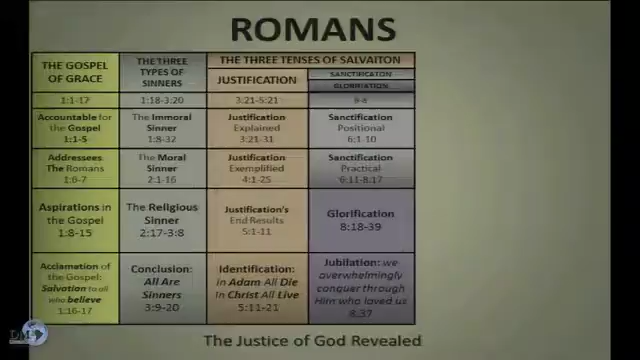 ROMANS
THE GOSPEL
OF GRACE
1:1-17
Accountable for
the Gospel
1:1-5
Addressees
The Romans
1:6-7
Aspirations in
the Gospel
1:8-15
Acclamation of
the Gospel:
Salvation to all
who believe
1:16-17
THE THREE
TYPES OF
SINNERS
1:18-3:20
The Immoral
Sinner
1:8-32
The Moral
Sinner
2:1-16
The Religious
Sinner
2:17-3:8
Conclusion:
All Are
Sinners
3:9-20
THE THREE TENSES OF SALVAITON
JUSTIFICATION
3:21-5:21
Justification
Explained
3:21-31
Justification
Exemplified
4:1-25
Justification's
End Results
5:1-11
Identification:
In Adam All Die
In Christ All Live
5:11-21
SANCTIFICATON
GLORIFIATION
Sanctification
Positional
6:1-10
Sanctification
Practical
6:11-8:17
Glorification
8:18-39
Jubilation: we
overwhelmingly
conquer through
Him who loved us
8:37
The Justice of God Revealed